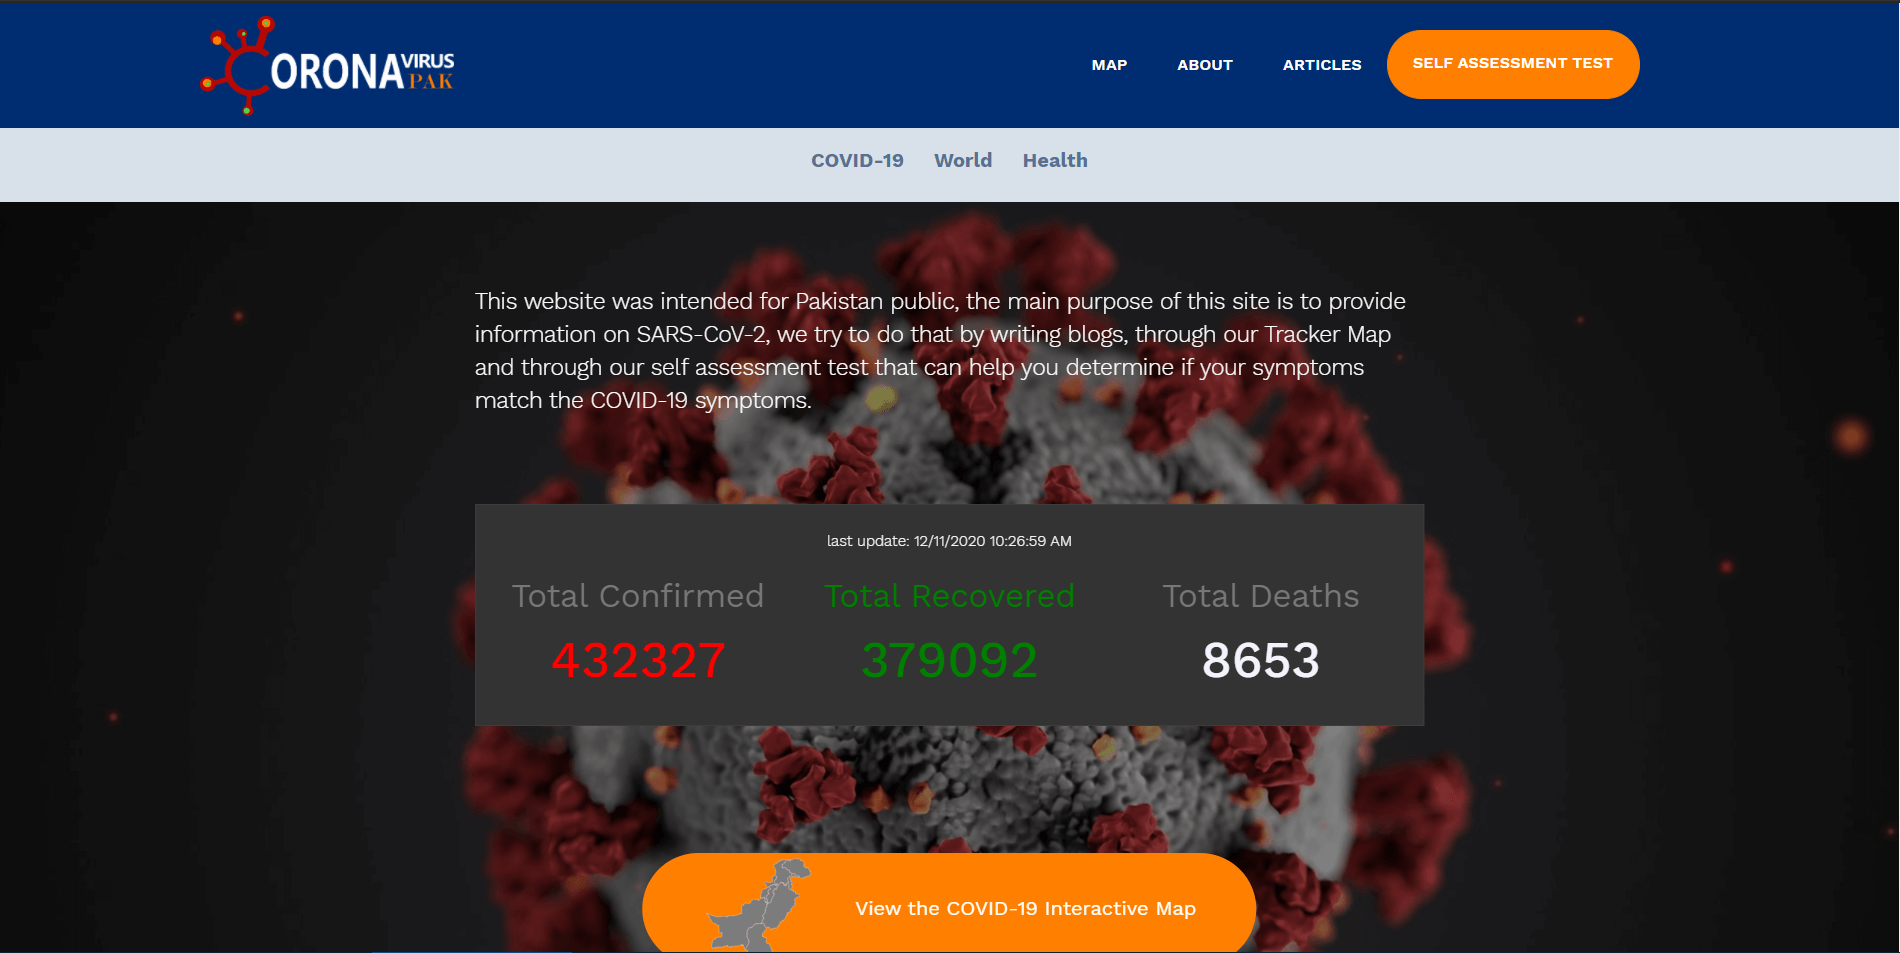 CORONAVIRUS
PAK
MAP ABOUT ARTICLES SELF ASSESSMENT TEST
COVID-19 World Health
This website was intended for Pakistan public, the main purpose of this site is to provide
information on SARS-CoV-2, we try to do that by writing blogs, through our Tracker Map
and through our self assessment test that can help you determine if your symptoms
match the COVID-19 symptoms.
last update: 12/11/2020 10:26:59 AM
Total Confirmed Total Recovered Total Deaths
432327 379092 8653
View the COVID-19 Interactive Map